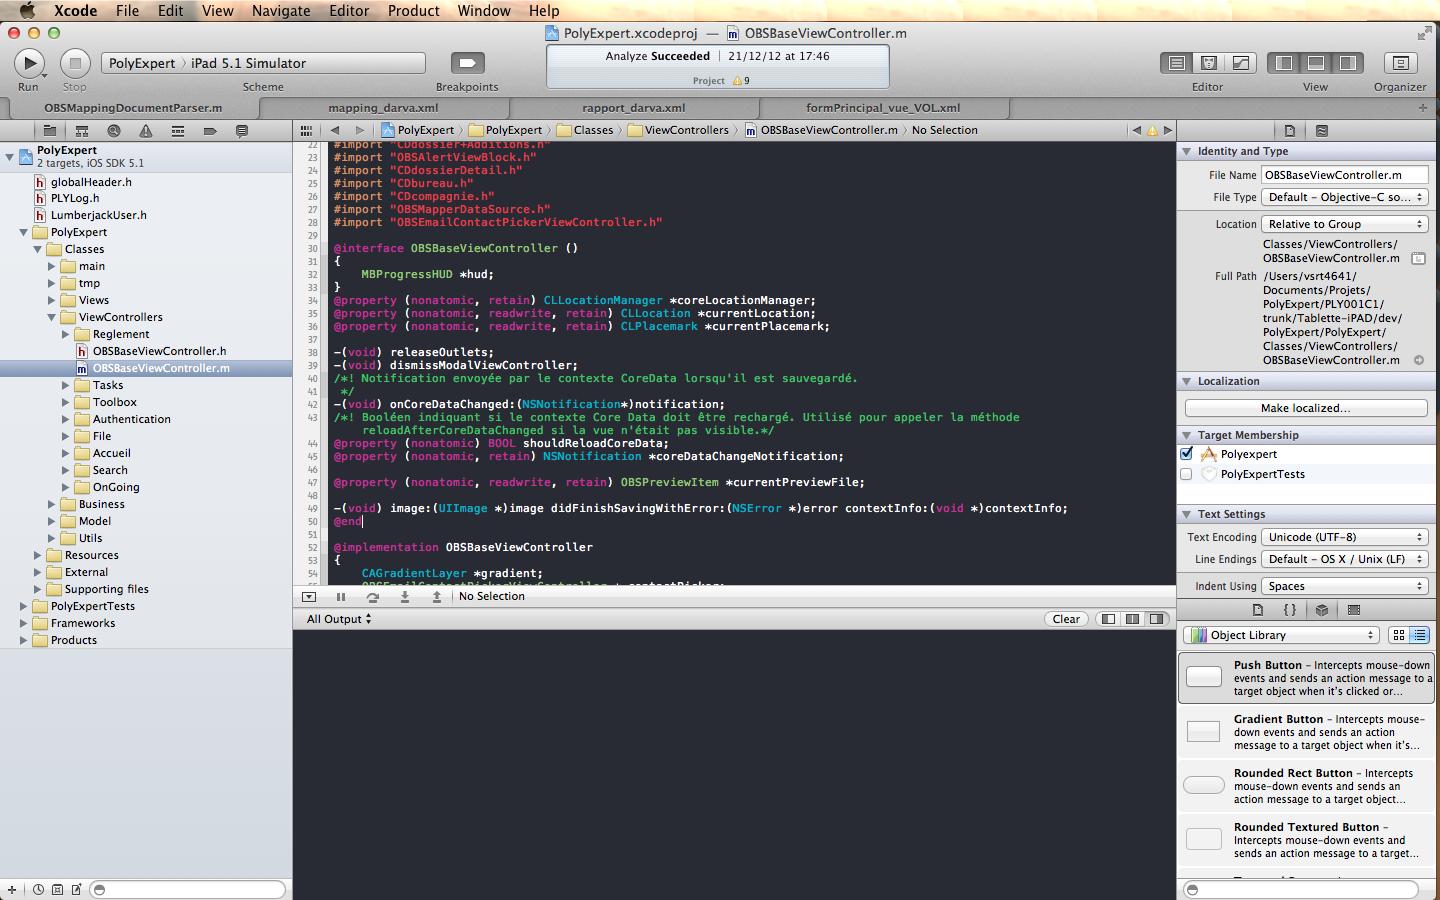 Xcode File Edit View Navigate Editor Product Window Help
PolyExpert.xcodeproj — OBSBaseViewController.m
PolyExpert 〉 iPad 5.1 Simulator
Analyze Succeeded | 21/12/12 at 17:46
Project 9
Run Stop Scheme Breakpoints Editor View Organizer
OBSMappingDocumentParser.m mapping_darva.xml rapport_darva.xml formPrincipal_vue_VOL.xml
PolyExpert 〉 PolyExpert 〉 Classes 〉 ViewControllers 〉 OBSBaseViewController.m 〉 No Selection
PolyExpert
2 targets, iOS SDK 5.1
globalHeader.h
PLYLog.h
LumberjackUser.h
PolyExpert
Classes
main
tmp
Views
ViewControllers
Reglement
OBSBaseViewController.h
OBSBaseViewController.m
Tasks
Toolbox
Authentication
File
Accueil
Search
OnGoing
Business
Model
Utils
Resources
External
Supporting files
PolyExpertTests
Frameworks
Products
22 #import "CDdossier+Additions.h"
23 #import "OBSAlertViewBlock.h"
24 #import "CDdossierDetail.h"
25 #import "CDbureau.h"
26 #import "CDcompagnie.h"
27 #import "OBSMapperDataSource.h"
28 #import "OBSEmailContactPickerViewController.h"
29
30 @interface OBSBaseViewController ()
31 {
32 MBProgressHUD *hud;
33 }
34 @property (nonatomic, retain) CLLocationManager *coreLocationManager;
35 @property (nonatomic, readwrite, retain) CLLocation *currentLocation;
36 @property (nonatomic, readwrite, retain) CLPlacemark *currentPlacemark;
37
38 -(void) releaseOutlets;
39 -(void) dismissModalViewController;
40 /*! Notification envoyée par le contexte CoreData lorsqu'il est sauvegardé.
41 */
42 -(void) onCoreDataChanged:(NSNotification*)notification;
43 /*! Booléen indiquant si le contexte Core Data doit être rechargé. Utilisé pour appeler la méthode
reloadAfterCoreDataChanged si la vue n'était pas visible.*/
44 @property (nonatomic) BOOL shouldReloadCoreData;
45 @property (nonatomic, retain) NSNotification *coreDataChangeNotification;
46
47 @property (nonatomic, readwrite, retain) OBSPreviewItem *currentPreviewFile;
48
49 -(void) image:(UIImage *)image didFinishSavingWithError:(NSError *)error contextInfo:(void *)contextInfo;
50 @end
51
52 @implementation OBSBaseViewController
53 {
54 CAGradientLayer *gradient;
No Selection
All Output Clear
Identity and Type
File Name OBSBaseViewController.m
File Type Default - Objective-C so...
Location Relative to Group
Classes/ViewControllers/
OBSBaseViewController.m
Full Path /Users/vsrt4641/
Documents/Projets/
PolyExpert/PLY001C1/
trunk/Tablette-iPAD/dev/
PolyExpert/PolyExpert/
Classes/ViewControllers/
OBSBaseViewController.m
Localization
Make localized...
Target Membership
Polyexpert
PolyExpertTests
Text Settings
Text Encoding Unicode (UTF-8)
Line Endings Default - OS X / Unix (LF)
Indent Using Spaces
Object Library
Push Button - Intercepts mouse-down
events and sends an action message to a
target object when it's clicked or...
Gradient Button - Intercepts mouse-
down events and sends an action
message to a target object when it's...
Rounded Rect Button - Intercepts
mouse-down events and sends an
action message to a target object...
Rounded Textured Button -
Intercepts mouse-down events and
sends an action message to a target...